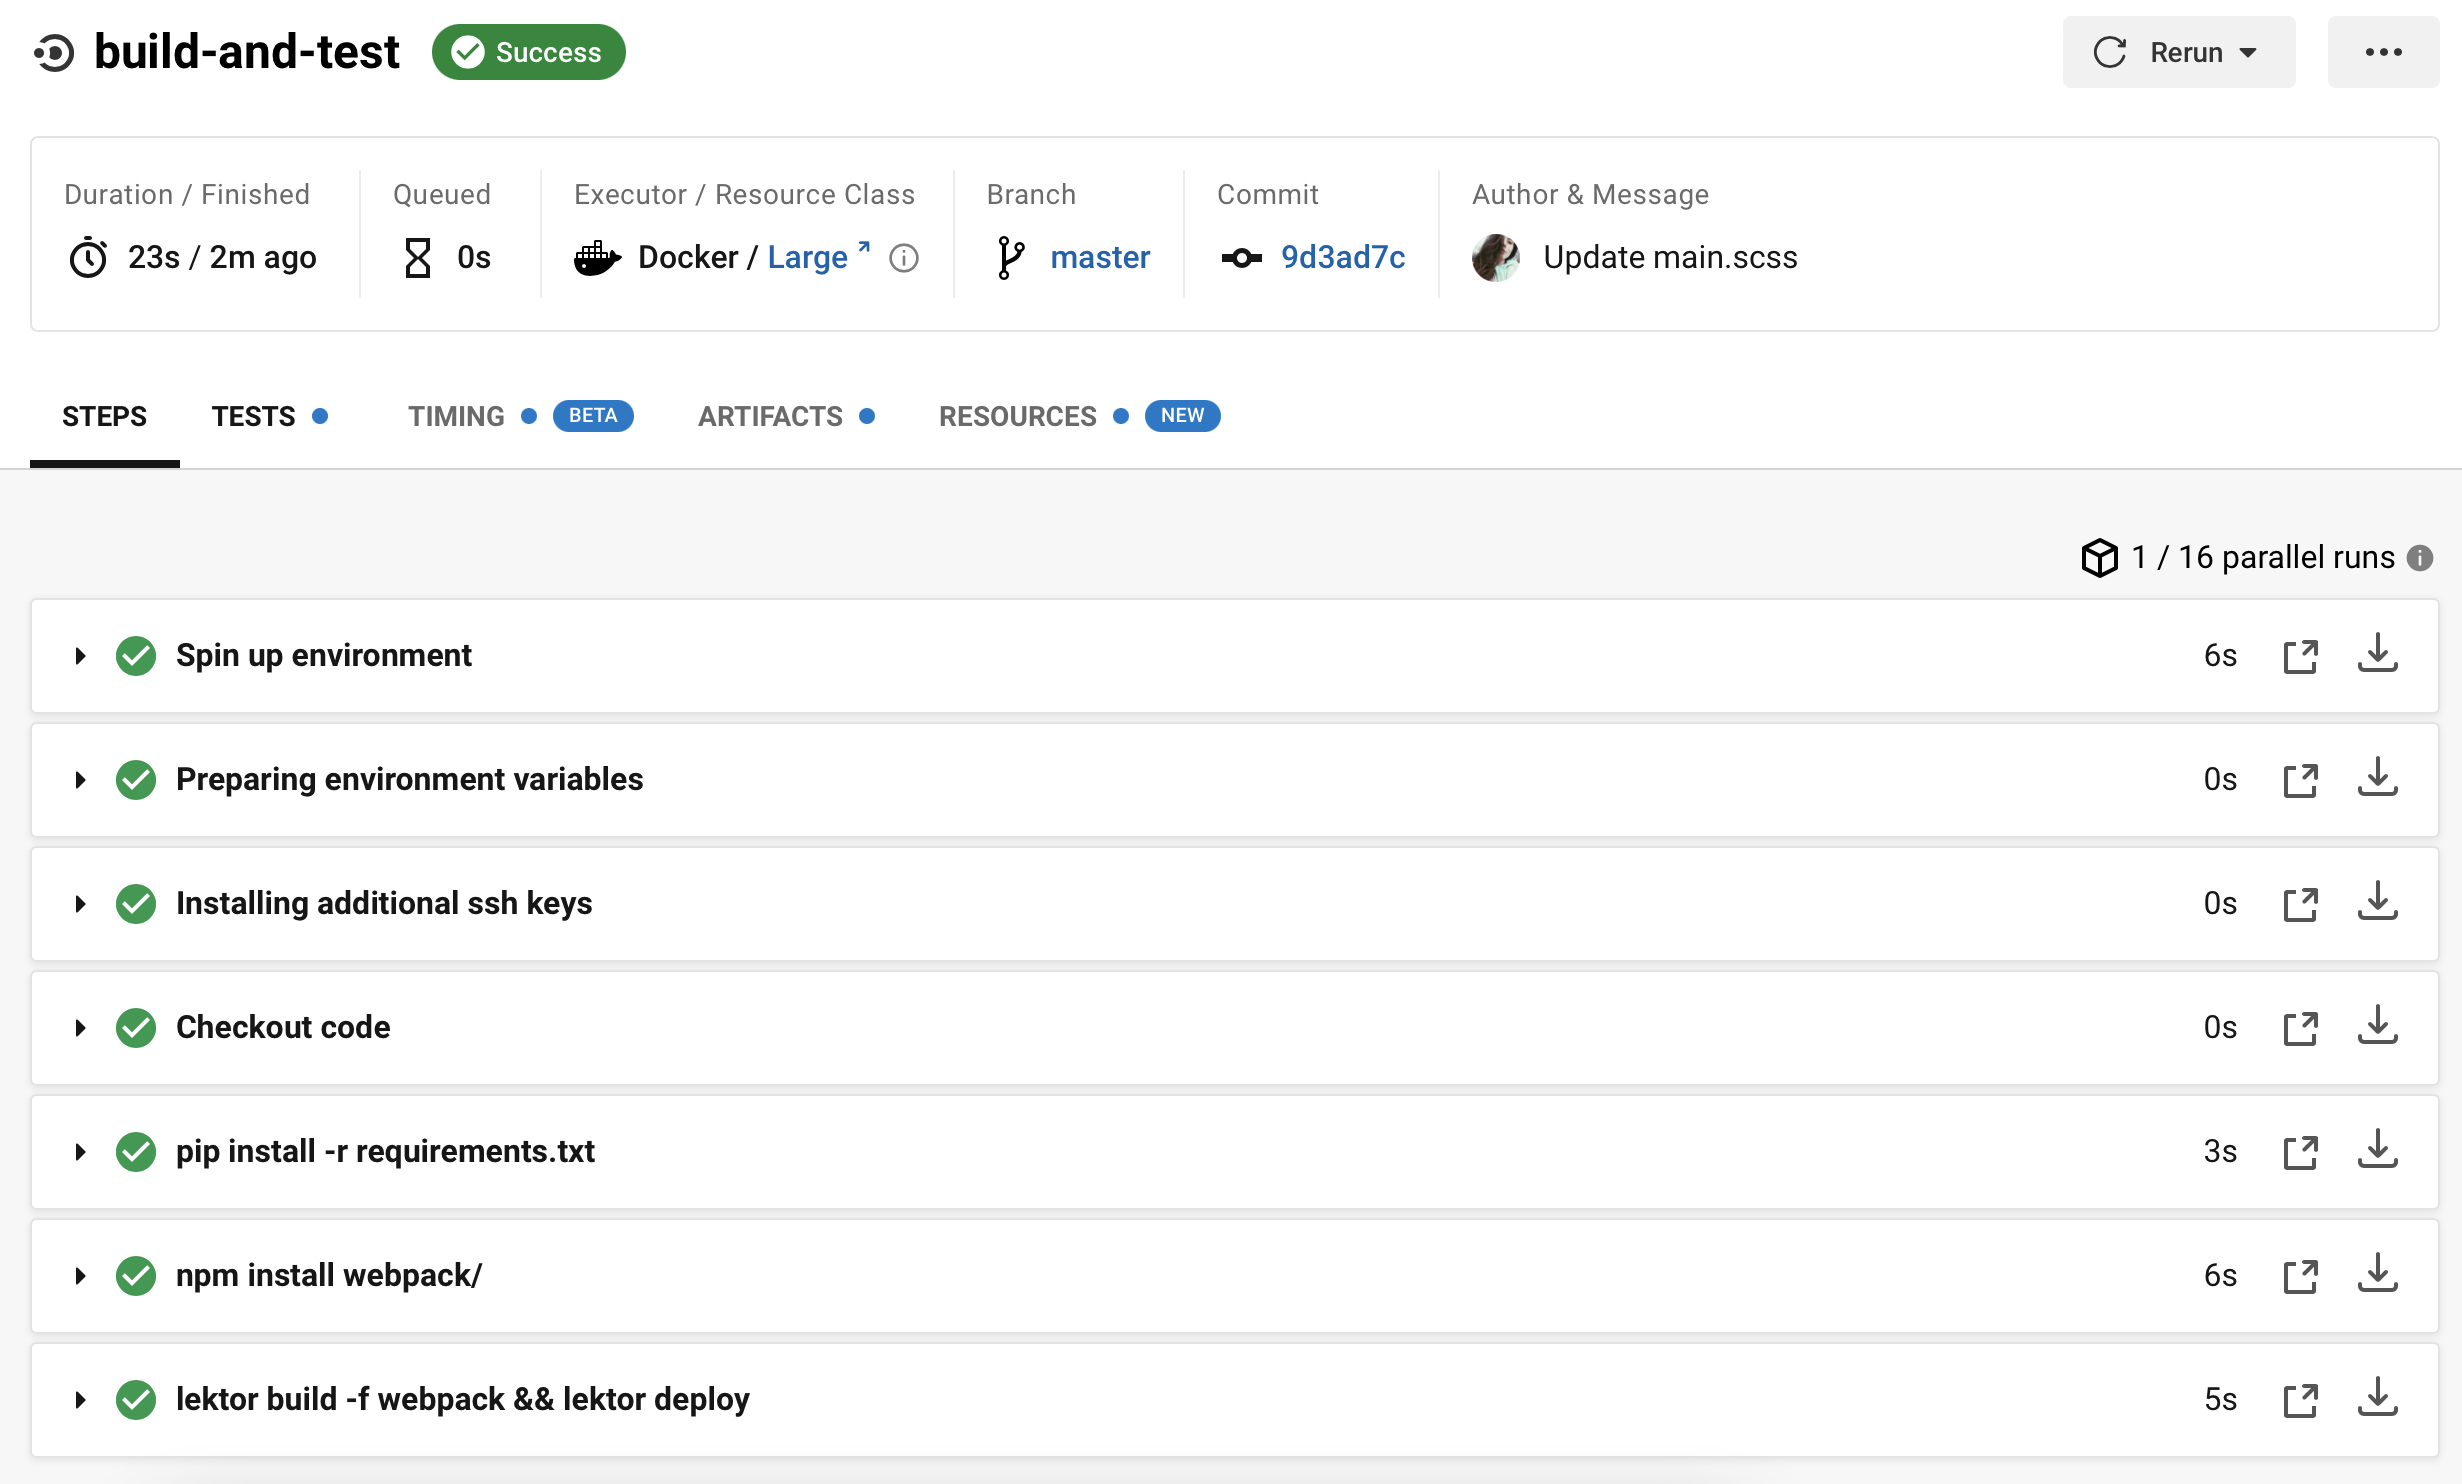 build-and-test Success Rerun
Duration / Finished Queued Executor / Resource Class Branch Commit Author & Message
23s / 2m ago 0s Docker / Large master 9d3ad7c Update main.scss
STEPS TESTS TIMING BETA ARTIFACTS RESOURCES NEW
1 / 16 parallel runs
Spin up environment 6s
Preparing environment variables 0s
Installing additional ssh keys 0s
Checkout code 0s
pip install -r requirements.txt 3s
npm install webpack/ 6s
lektor build -f webpack && lektor deploy 5s